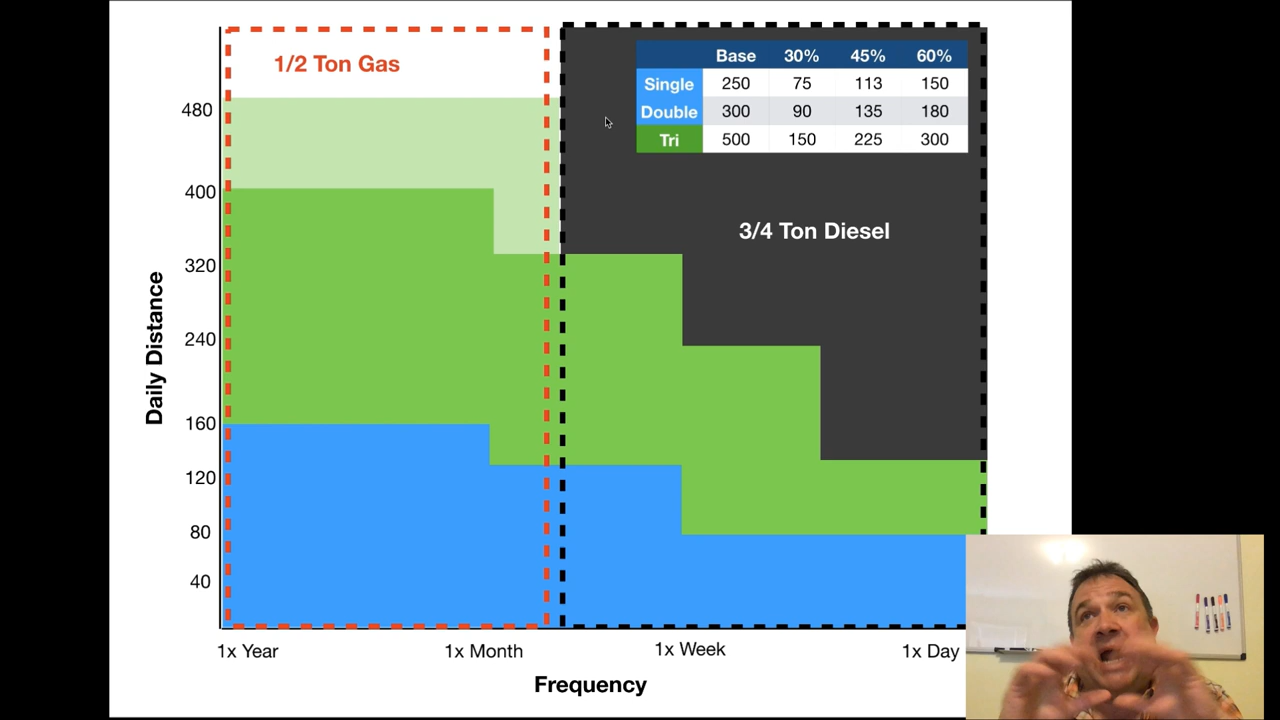 1/2 Ton Gas
Base 30% 45% 60%
Single 250 75 113 150
Double 300 90 135 180
Tri 500 150 225 300
3/4 Ton Diesel
Daily Distance
480
400
320
240
160
120
80
40
1x Year 1x Month 1x Week 1x Day
Frequency